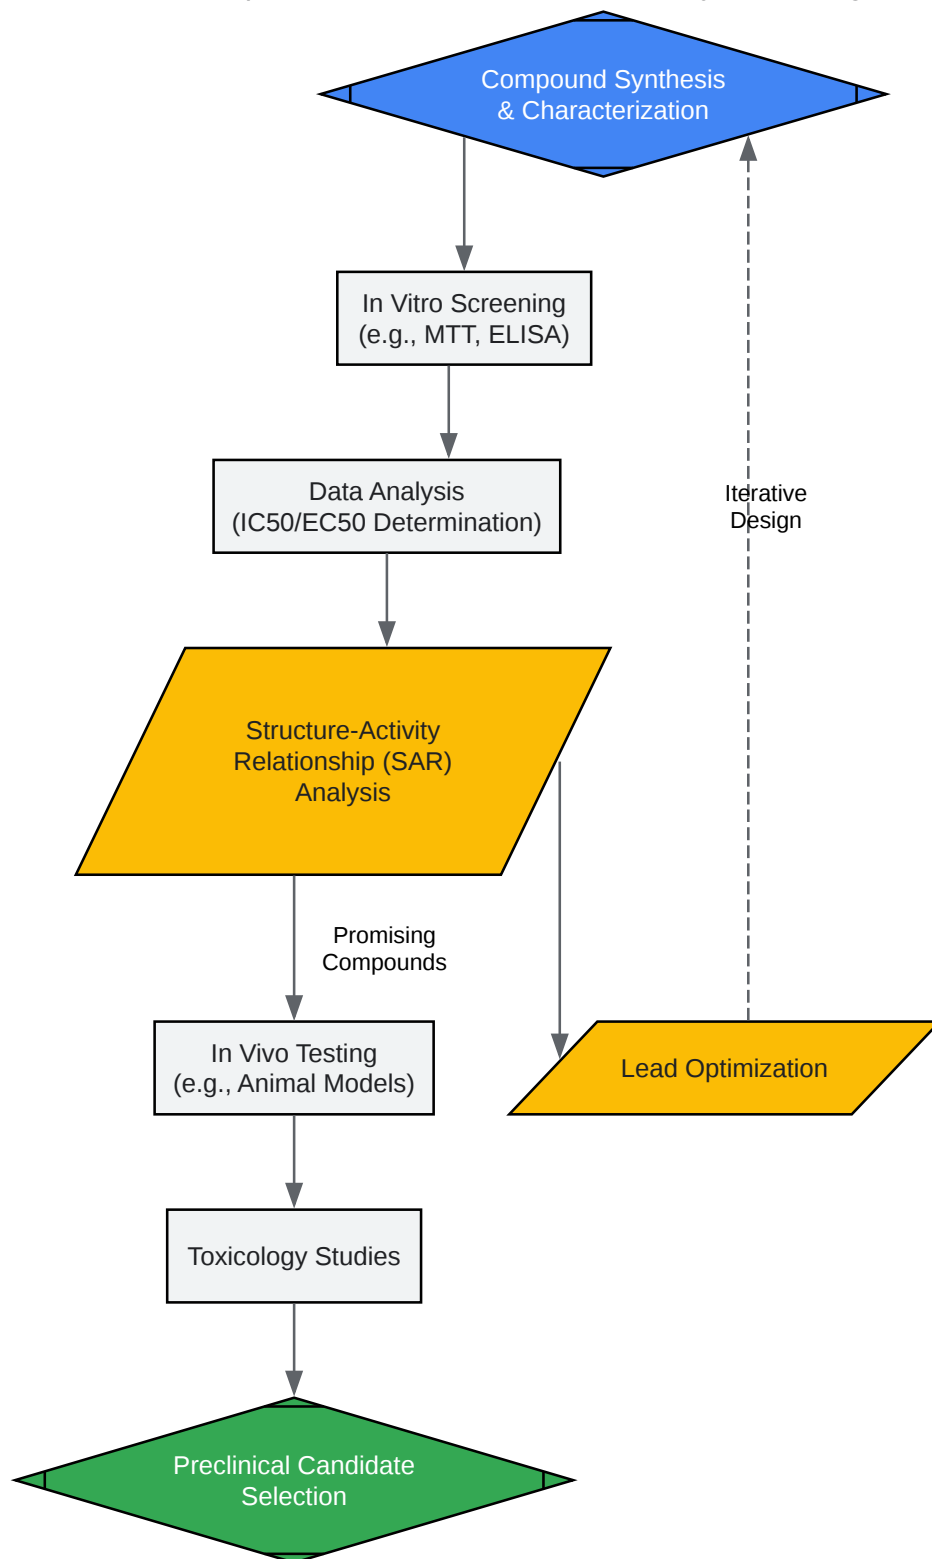 Compound Synthesis
& Characterization
In Vitro Screening
(e.g., MTT, ELISA)
Data Analysis
(IC50/EC50 Determination)
Iterative
Design
Structure-Activity
Relationship (SAR)
Analysis
Promising
Compounds
In Vivo Testing
(e.g., Animal Models)
Lead Optimization
Toxicology Studies
Preclinical Candidate
Selection